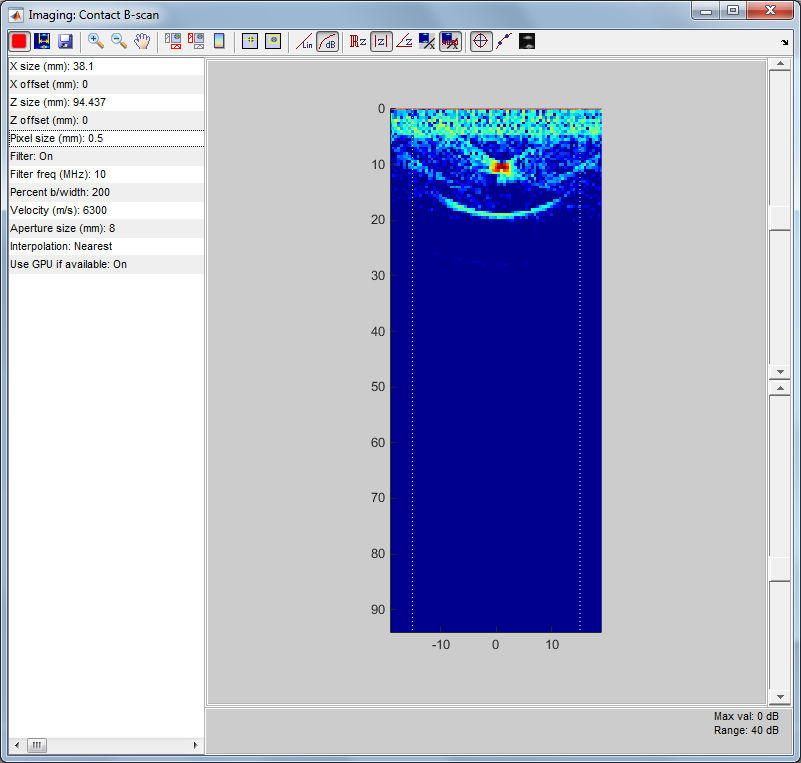 Imaging: Contact B-scan
Lin
dB
X size (mm): 38.1
X offset (mm): 0
Z size (mm): 94.437
Z offset (mm): 0
Pixel size (mm): 0.5
Filter: On
Filter freq (MHz): 10
Percent b/width: 200
Velocity (m/s): 6300
Aperture size (mm): 8
Interpolation: Nearest
Use GPU if available: On
0
10
20
30
40
50
60
70
80
90
-10
0
10
Max val: 0 dB
Range: 40 dB